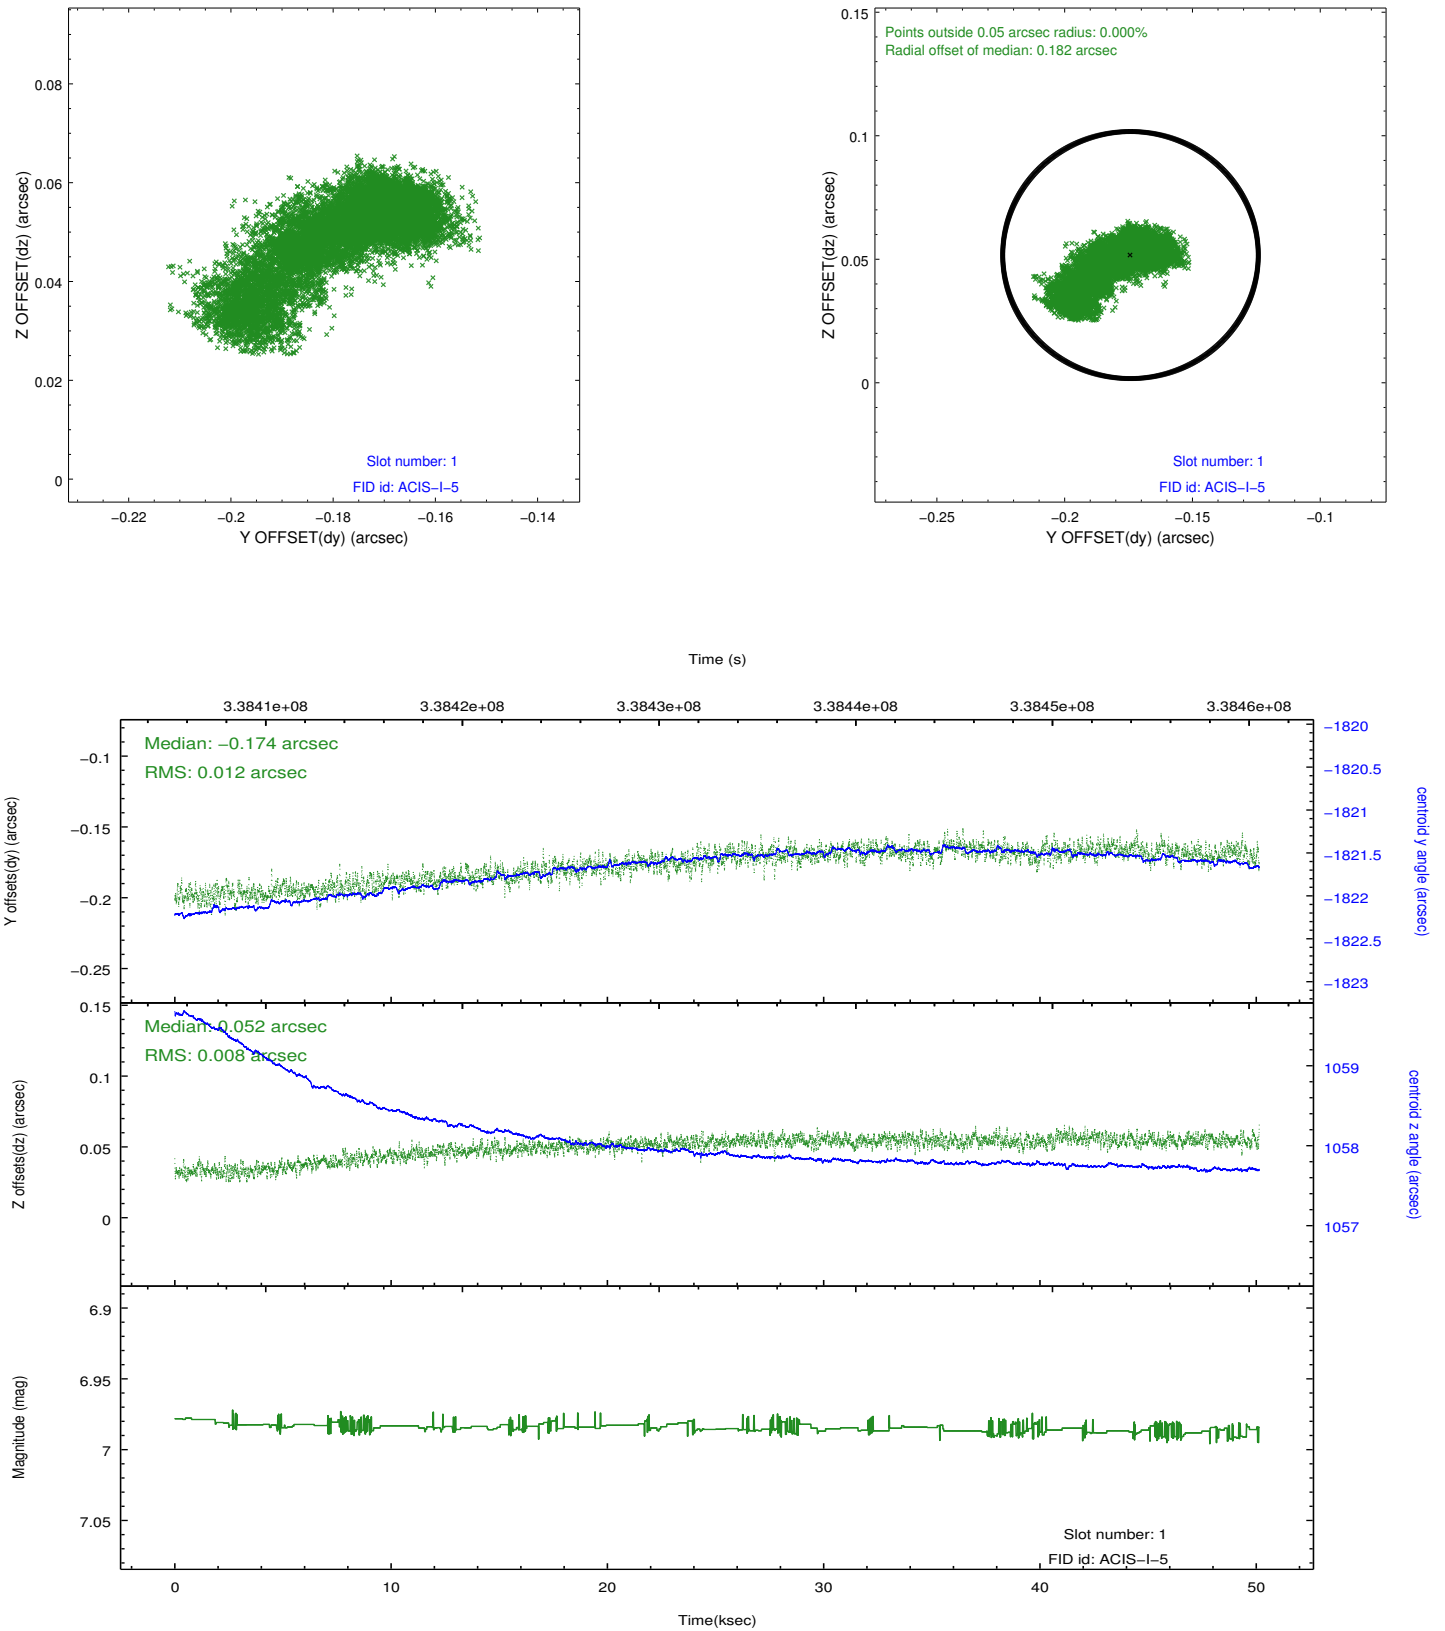 0.08
0.06
0.04
0.02
0
Z OFFSET(dz) (arcsec)
Slot number: 1
FID id: ACIS−I−5
−0.22
−0.2
−0.18
−0.16
−0.14
Y OFFSET(dy) (arcsec)
0.15
0.1
0.05
0
Z OFFSET(dz) (arcsec)
Points outside 0.05 arcsec radius: 0.000%
Radial offset of median: 0.182 arcsec
Slot number: 1
FID id: ACIS−I−5
−0.25
−0.2
−0.15
−0.1
Y OFFSET(dy) (arcsec)
Time (s)
3.3841e+08
3.3842e+08
3.3843e+08
3.3844e+08
3.3845e+08
3.3846e+08
Median: −0.174 arcsec
RMS: 0.012 arcsec
−0.1
−0.15
−0.2
−0.25
Y offsets(dy) (arcsec)
−1820
−1820.5
−1821
−1821.5
−1822
−1822.5
−1823
centroid y angle (arcsec)
Median: 0.052 arcsec
RMS: 0.008 arcsec
0.15
0.1
0.05
0
Z offsets(dz) (arcsec)
1059
1058
1057
centroid z angle (arcsec)
6.9
6.95
7
7.05
Magnitude (mag)
Slot number: 1
FID id: ACIS−I−5
0
10
20
30
40
50
Time(ksec)